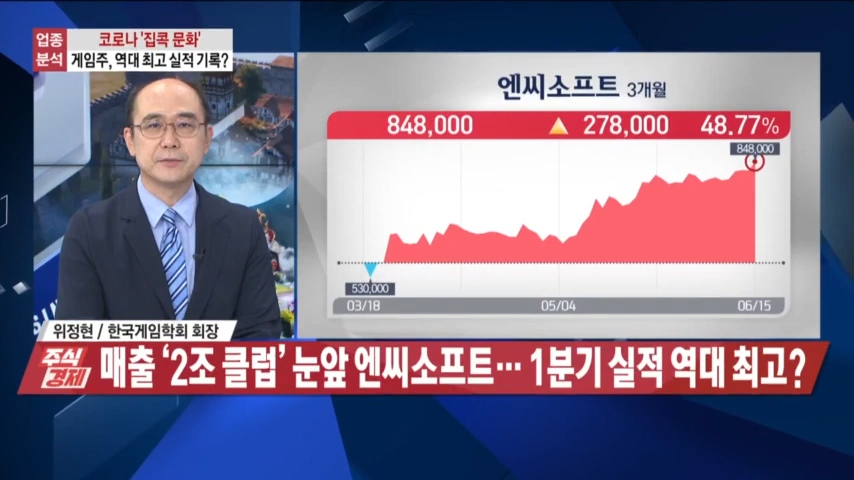 업종
분석
코로나 '집콕 문화'
게임주, 역대 최고 실적 기록?
엔씨소프트 3개월
848,000 278,000 48.77%
848,000
530,000
03/18 05/04 06/15
위정현 / 한국게임학회 회장
주식
경제
매출 '2조 클럽' 눈앞 엔씨소프트… 1분기 실적 역대 최고?